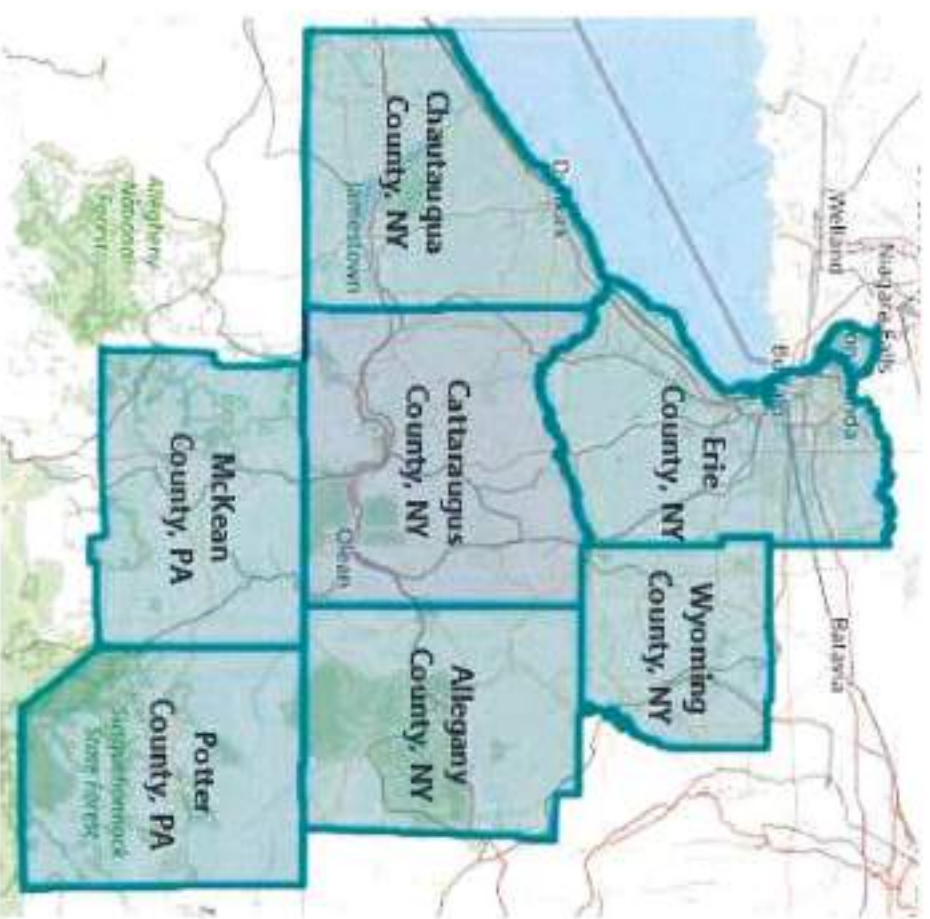 Niagara Falls
Welland
Batavia
Erie
County, NY
Wyoming
County, NY
Chautauqua
County, NY
Jamestown
Cattaraugus
County, NY
Olean
Allegany
County, NY
McKean
County, PA
Potter
County, PA
Susquehannock
State Forest
Allegheny
National
Forest